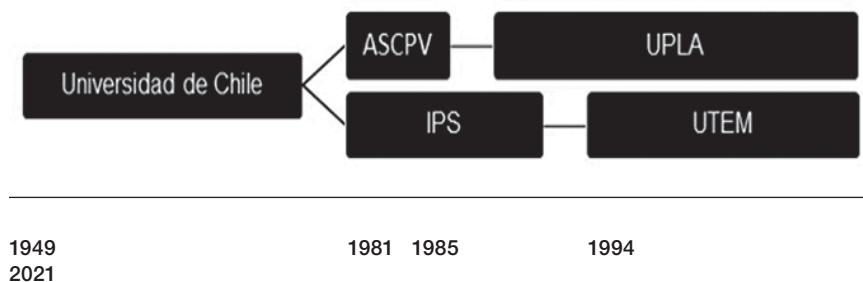 ASCPV UPLA
Universidad de Chile
IPS UTEM
1949 1981 1985 1994
2021